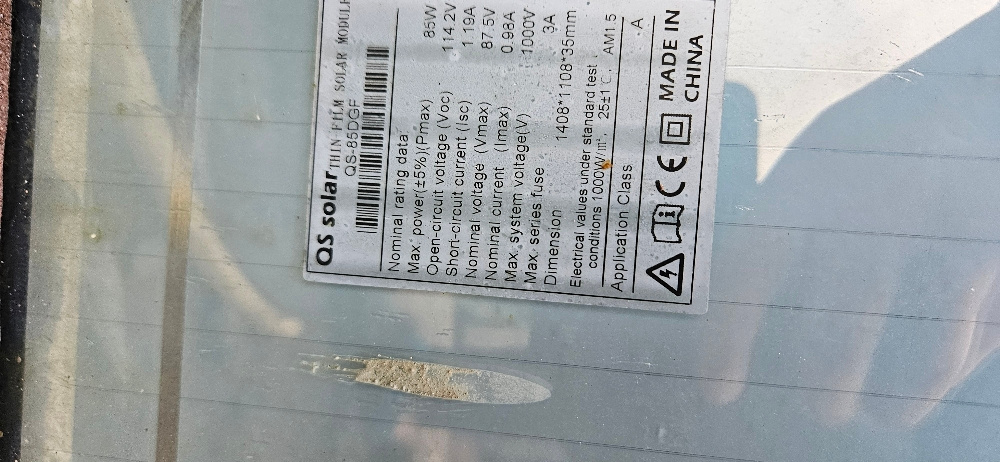 QS solar THIN-FILM SOLAR MODULE
QS-85DGF
Nominal rating data
Max. power(±5%)(Pmax) 85W
Open-circuit voltage (Voc) 114.2V
Short-circuit current (Isc) 1.19A
Nominal voltage (Vmax) 87.5V
Nominal current (Imax) 0.98A
Max. system voltage(V) 1000V
Max. series fuse 3A
Dimension 1408*1108*35mm
Electrical values under standard test
conditions 1000W/m², 25±1℃, AM1.5
Application Class A
CE MADE IN
CHINA